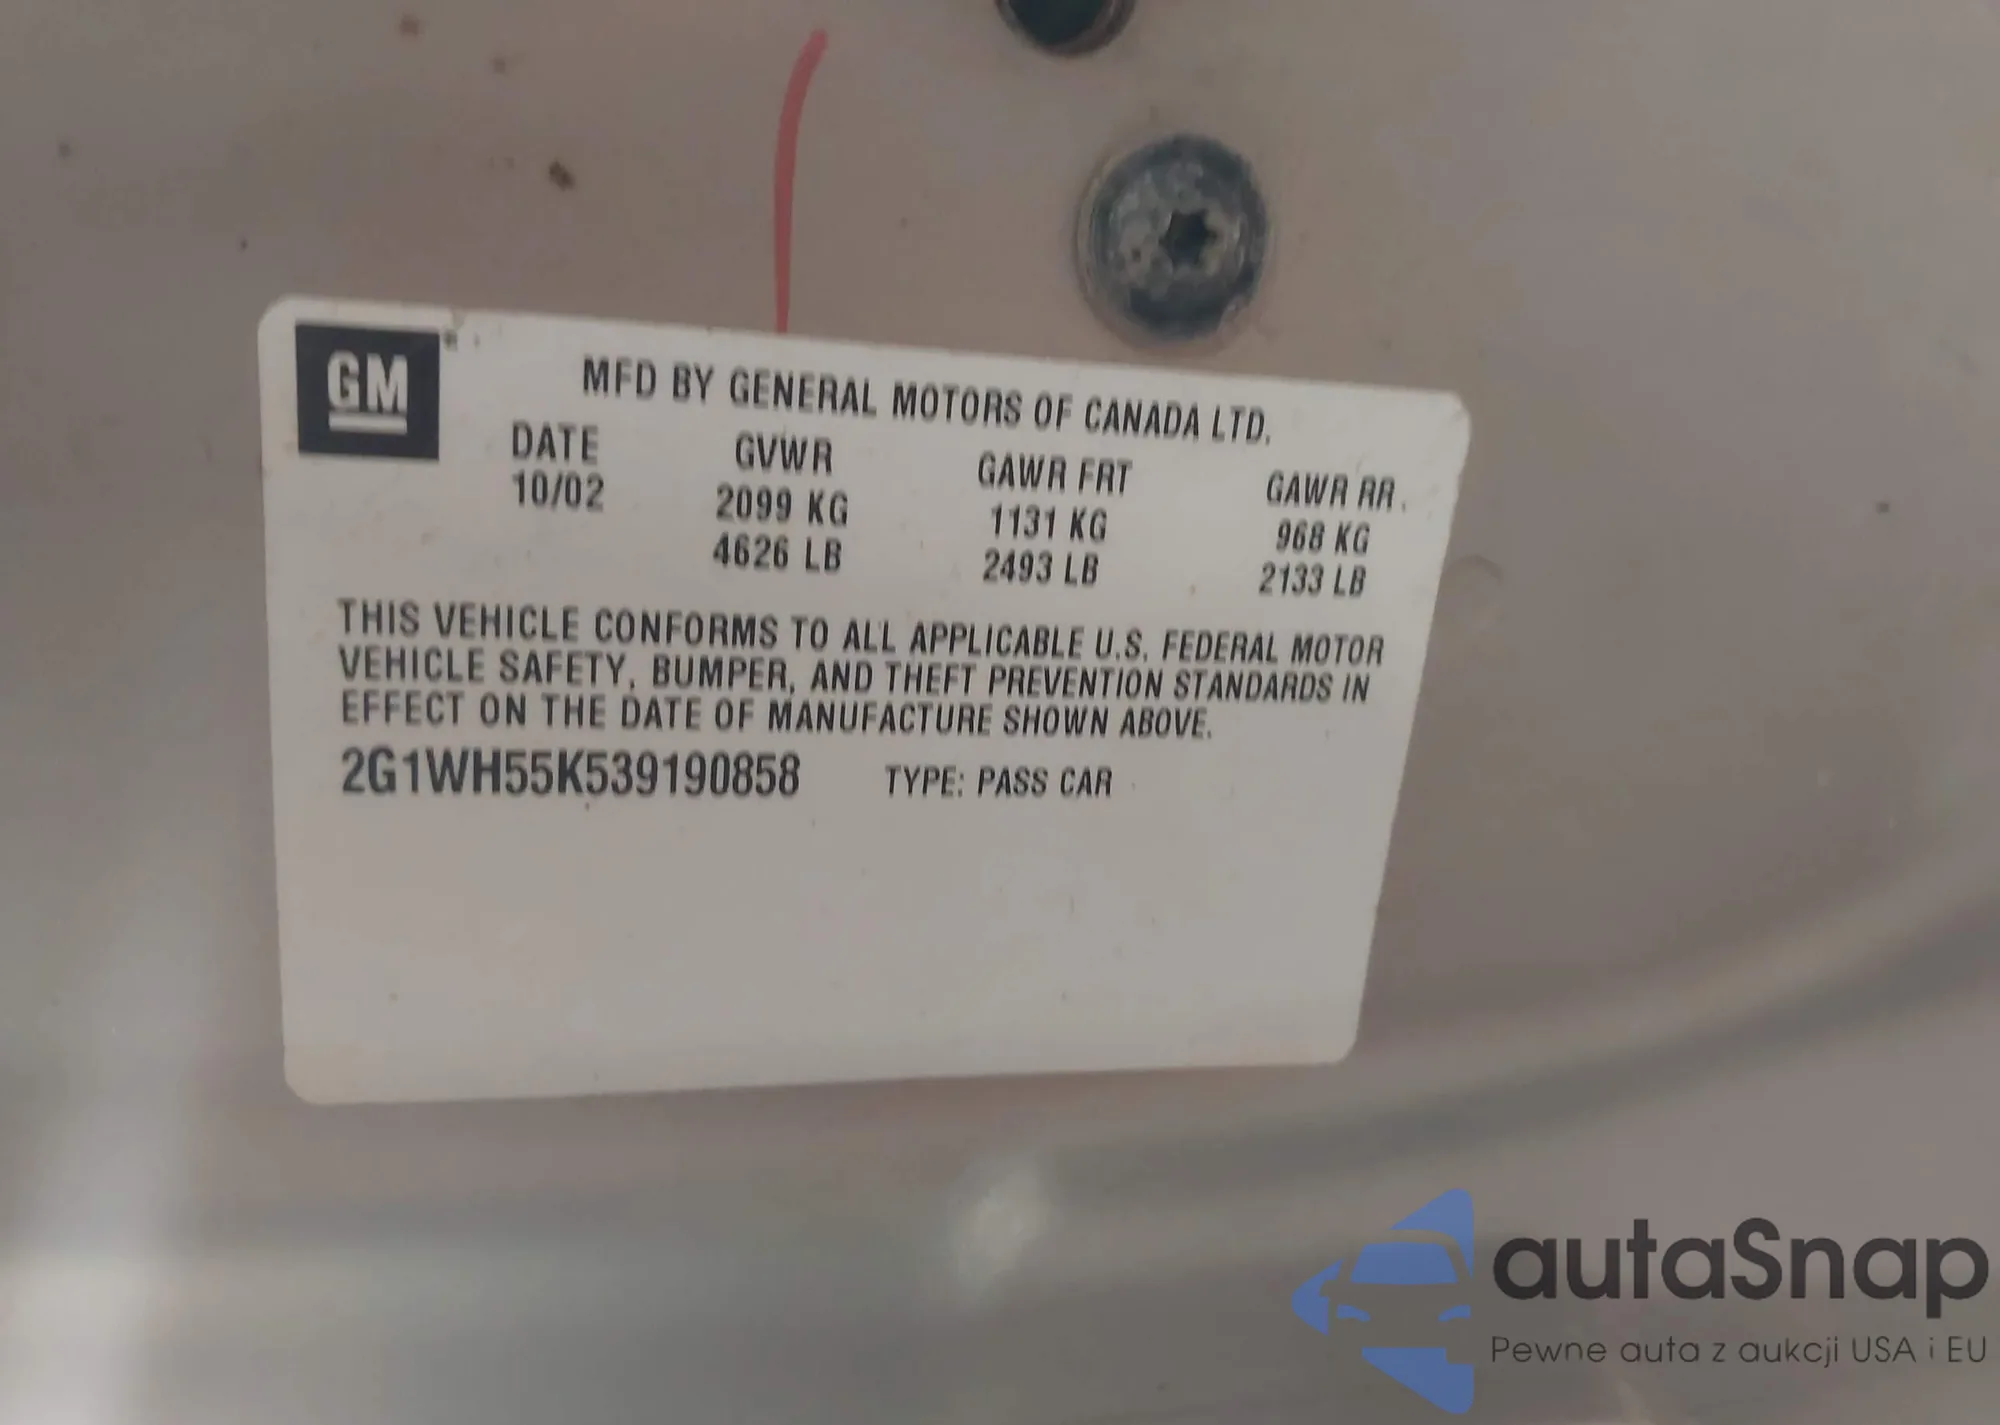 GM
MFD BY GENERAL MOTORS OF CANADA LTD.
DATE GVWR GAWR FRT GAWR RR.
10/02 2099 KG 1131 KG 968 KG
4626 LB 2493 LB 2133 LB
THIS VEHICLE CONFORMS TO ALL APPLICABLE U.S. FEDERAL MOTOR
VEHICLE SAFETY, BUMPER, AND THEFT PREVENTION STANDARDS IN
EFFECT ON THE DATE OF MANUFACTURE SHOWN ABOVE.
2G1WH55K539190858 TYPE: PASS CAR
autaSnap
Pewne auta z aukcji USA i EU